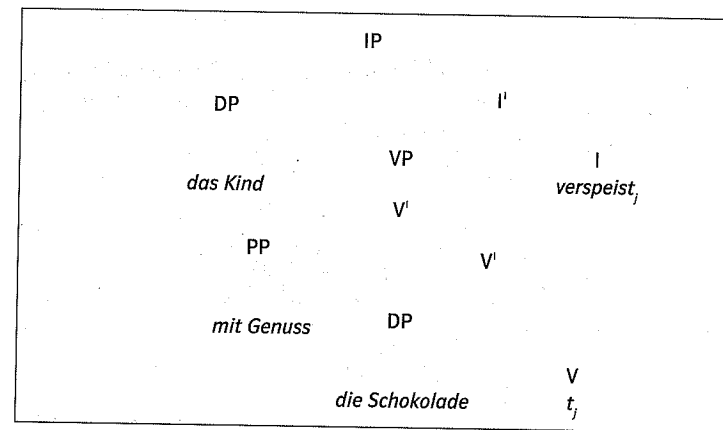 IP
DP I'
VP I
das Kind verspeist_j
V'
PP V'
mit Genuss DP
V
die Schokolade t_j